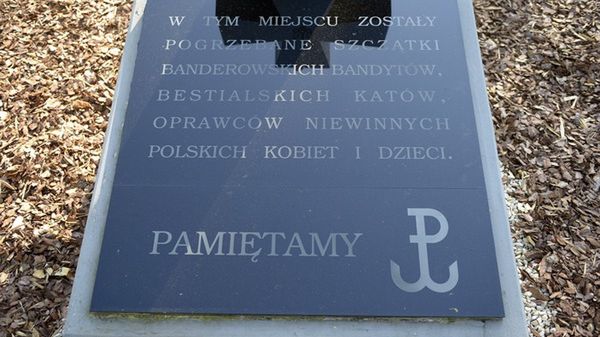 W TYM MIEJSCU ZOSTAŁY
POGRZEBANE SZCZĄTKI
BANDEROWSKICH BANDYTÓW,
BESTIALSKICH KATÓW,
OPRAWCÓW NIEWINNYCH
POLSKICH KOBIET I DZIECI.
PAMIĘTAMY